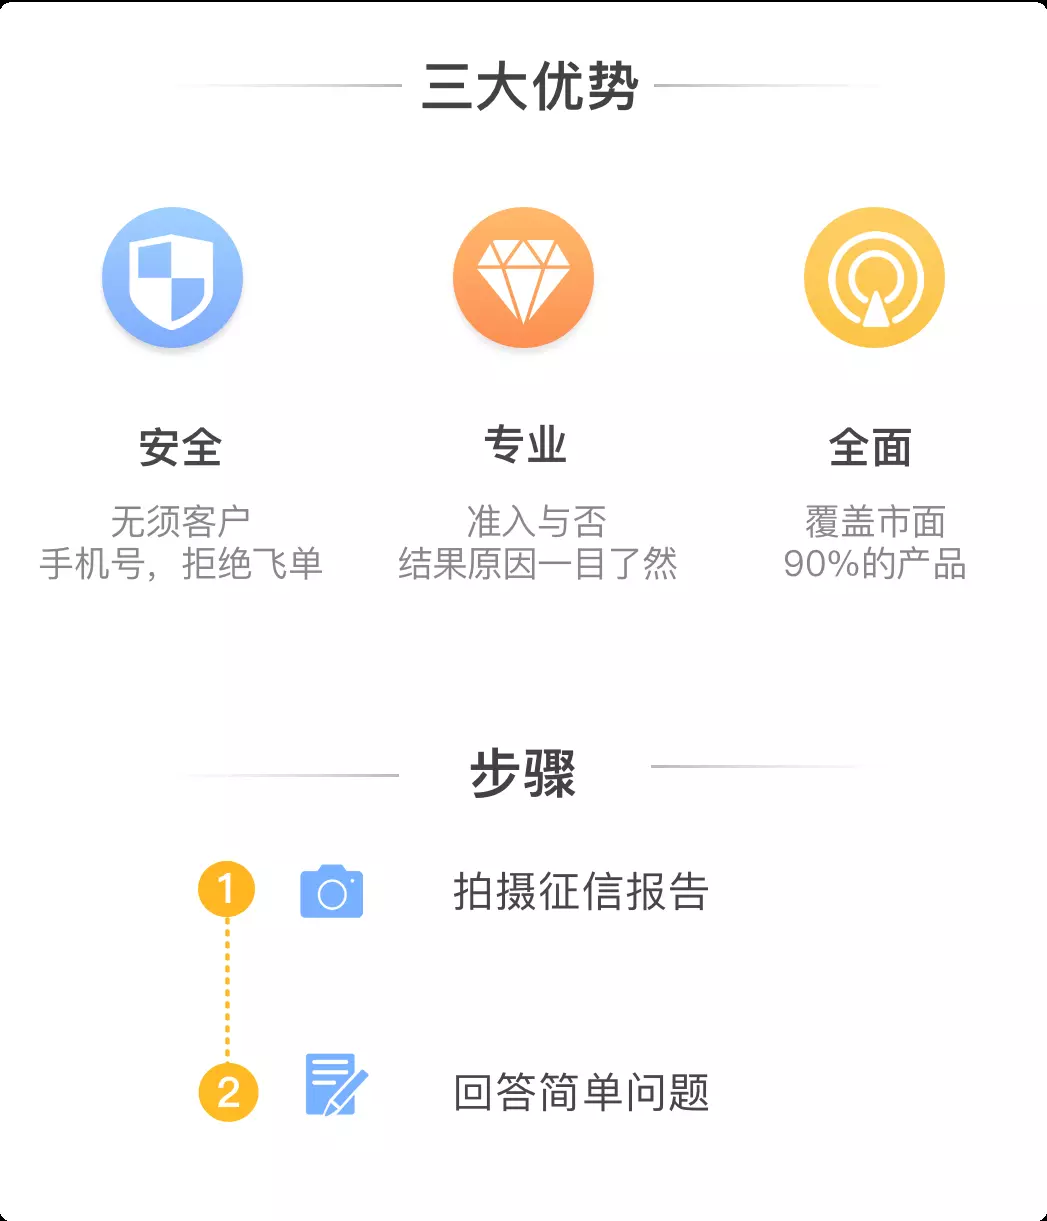 三大优势
安全
无须客户
手机号，拒绝飞单
专业
准入与否
结果原因一目了然
全面
覆盖市面
90%的产品
步骤
1
拍摄征信报告
2
回答简单问题